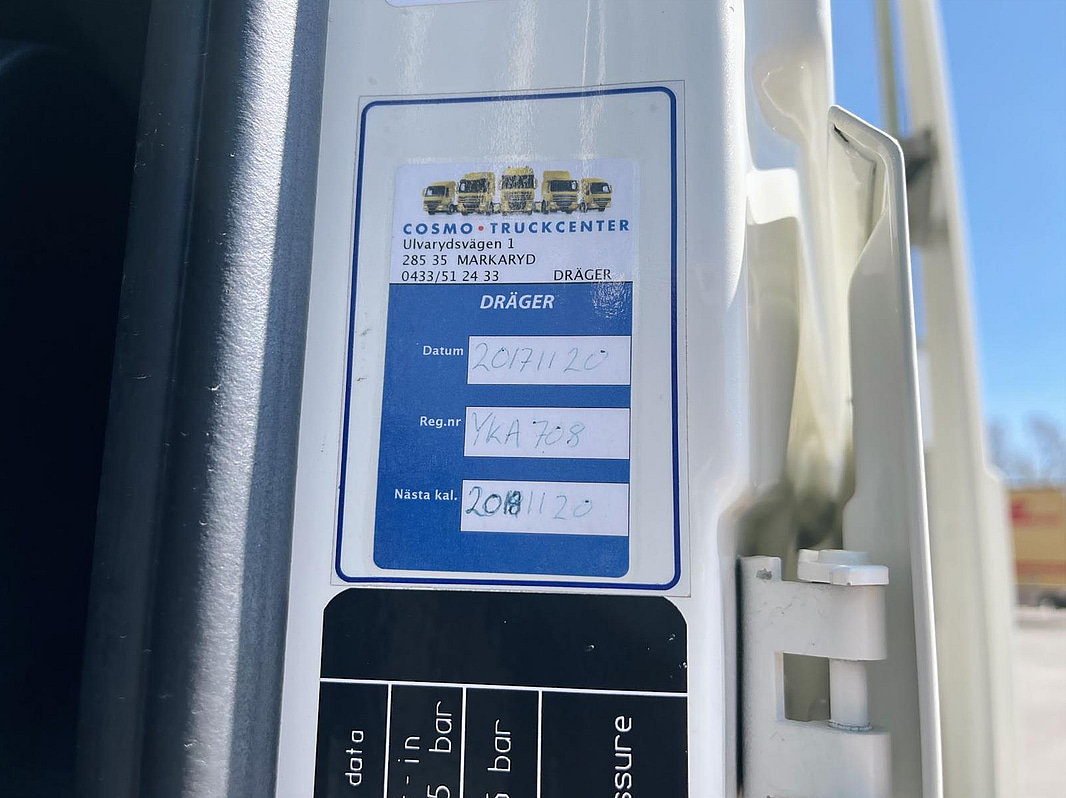 COSMO • TRUCKCENTER
Ulvarydsvägen 1
285 35 MARKARYD
0433/51 24 33 DRÄGER
DRÄGER
Datum 20171120
Reg.nr YKA 708
Nästa kal. 20181120
data
bar
bar